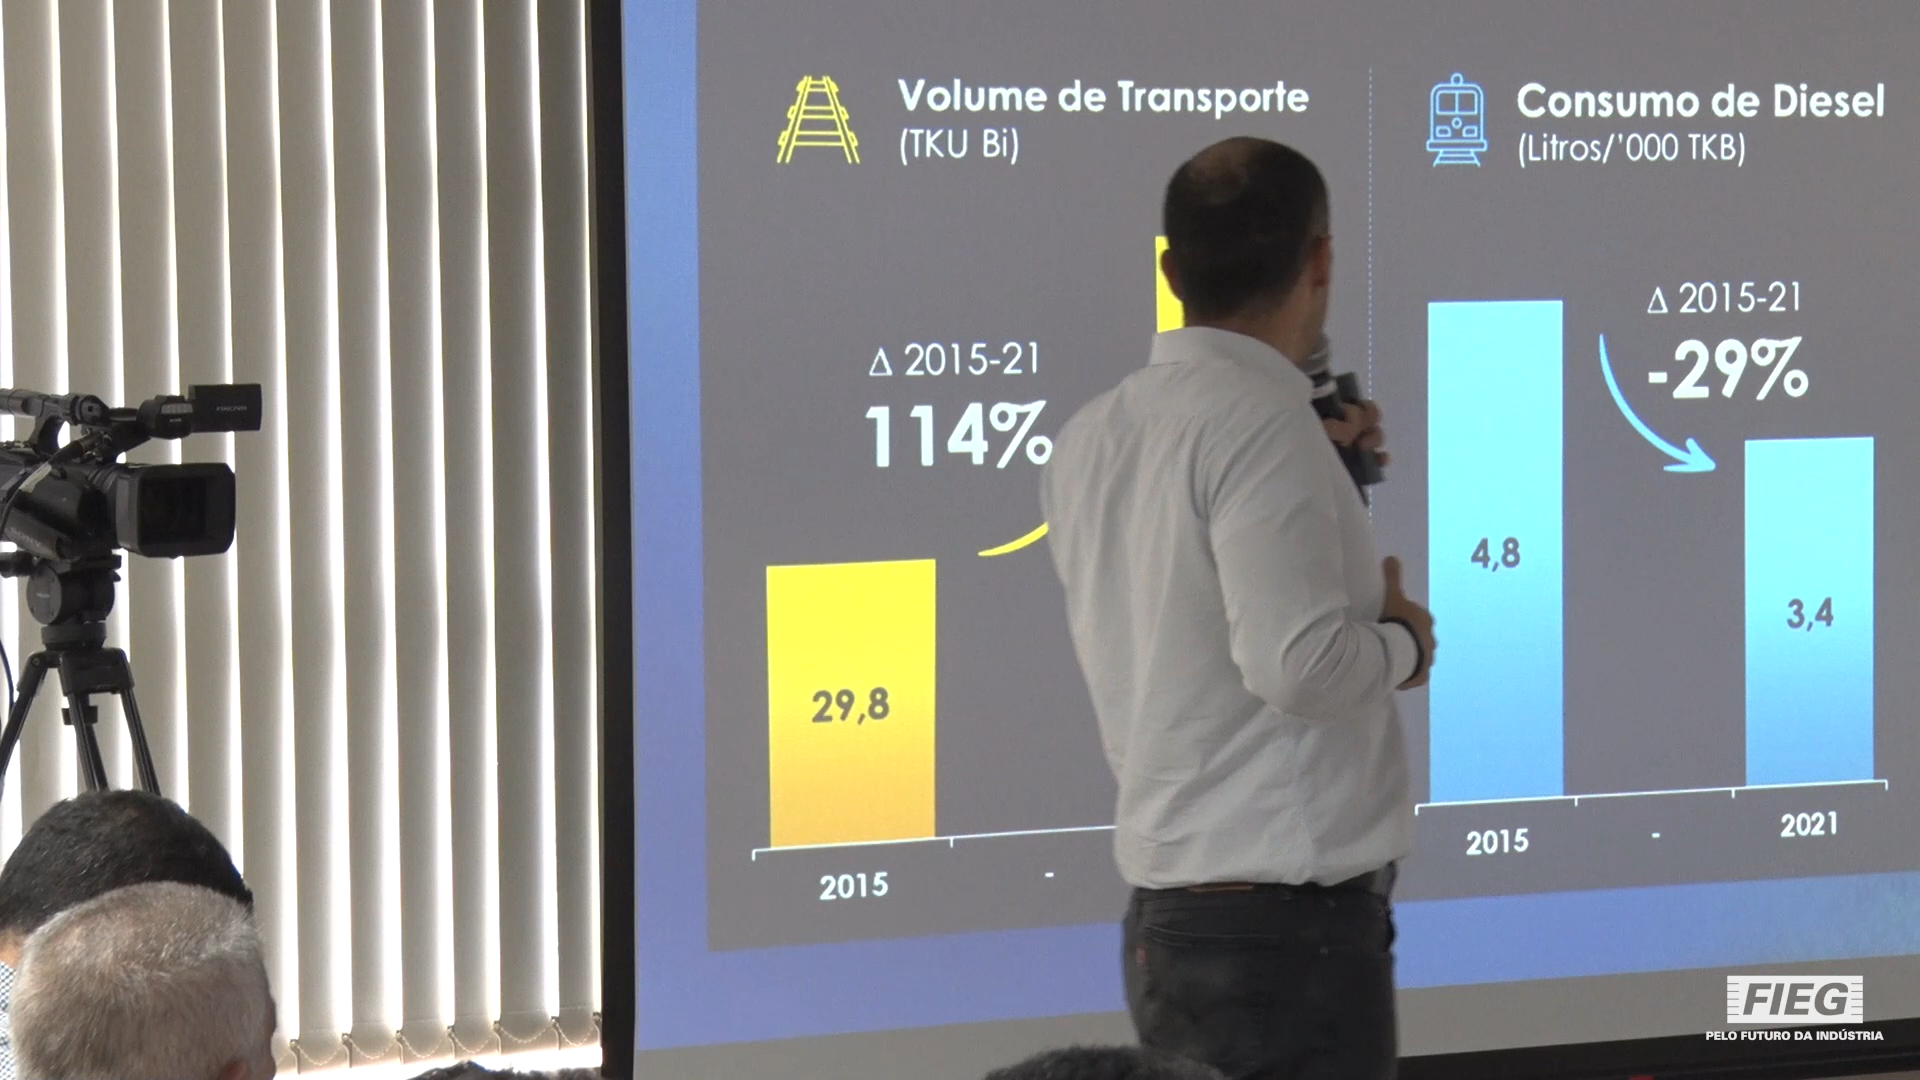 Volume de Transporte
(TKU Bi)
Δ 2015-21
114%
29,8
2015
-
Consumo de Diesel
(Litros/'000 TKB)
Δ 2015-21
-29%
4,8
3,4
2015
-
2021
FIEG
PELO FUTURO DA INDÚSTRIA